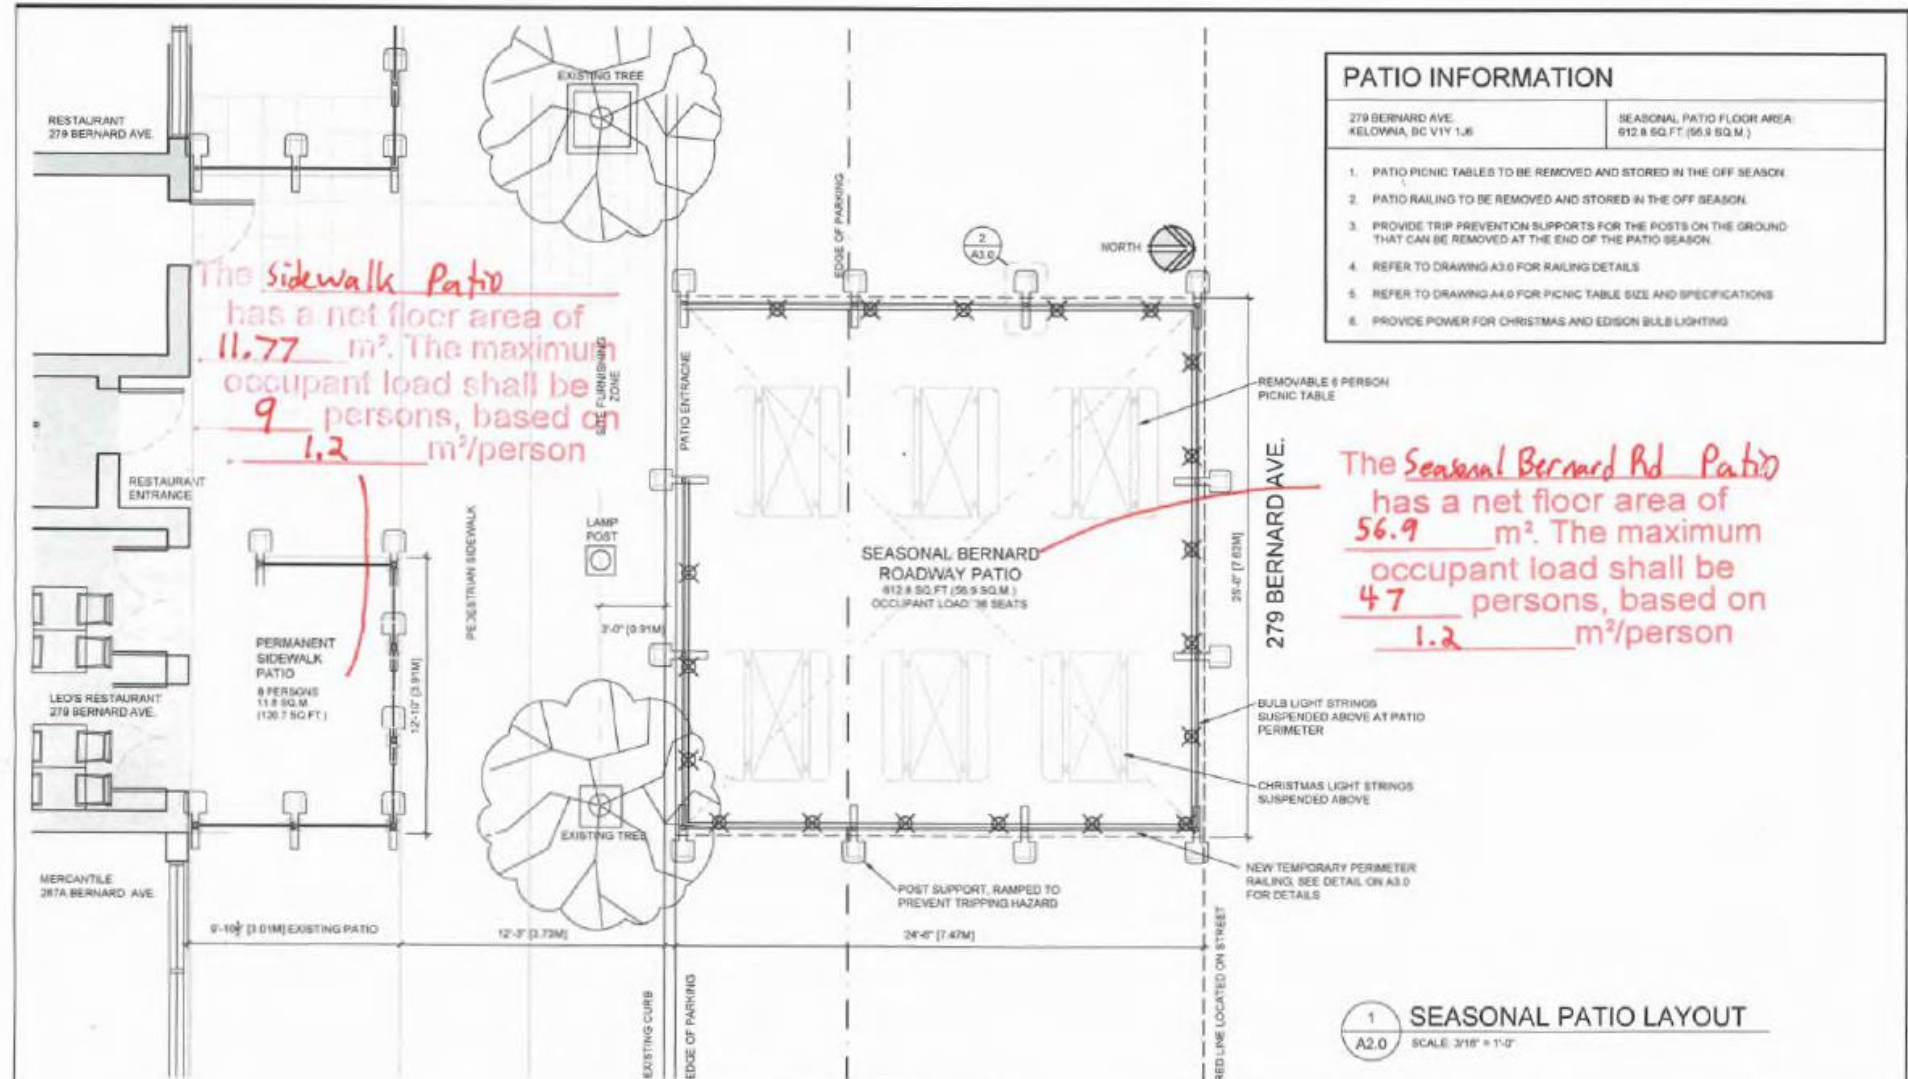 EXISTING TREE
RESTAURANT
279 BERNARD AVE.
PATIO INFORMATION
279 BERNARD AVE.
KELOWNA, BC V1Y 1J6
SEASONAL PATIO FLOOR AREA:
612.8 SQ.FT. (56.9 SQ.M.)
1. PATIO PICNIC TABLES TO BE REMOVED AND STORED IN THE OFF SEASON.
2. PATIO RAILING TO BE REMOVED AND STORED IN THE OFF SEASON.
3. PROVIDE TRIP PREVENTION SUPPORTS FOR THE POSTS ON THE GROUND
THAT CAN BE REMOVED AT THE END OF THE PATIO SEASON.
4. REFER TO DRAWING A3.0 FOR RAILING DETAILS
5. REFER TO DRAWING A4.0 FOR PICNIC TABLE SIZE AND SPECIFICATIONS
6. PROVIDE POWER FOR CHRISTMAS AND EDISON BULB LIGHTING
EDGE OF PARKING
2
A3.0
NORTH
The Sidewalk Patio
has a net floor area of
11.77 m². The maximum
occupant load shall be
9 persons, based on
1.2 m²/person
SITE FURNISHING
ZONE
PATIO ENTRACNE
REMOVABLE 6 PERSON
PICNIC TABLE
279 BERNARD AVE.
The Seasonal Bernard Rd Patio
has a net floor area of
56.9 m². The maximum
occupant load shall be
47 persons, based on
1.2 m²/person
RESTAURANT
ENTRANCE
PEDESTRIAN SIDEWALK
LAMP
POST
SEASONAL BERNARD
ROADWAY PATIO
612.8 SQ.FT (56.9 SQ.M.)
OCCUPANT LOAD: 36 SEATS
25'-0" [7.62M]
3'-0" [0.91M]
PERMANENT
SIDEWALK
PATIO
8 PERSONS
11.8 SQ.M.
(126.7 SQ.FT.)
12'-10" [3.91M]
LEO'S RESTAURANT
279 BERNARD AVE.
BULB LIGHT STRINGS
SUSPENDED ABOVE AT PATIO
PERIMETER
CHRISTMAS LIGHT STRINGS
SUSPENDED ABOVE
EXISTING TREE
MERCANTILE
287A BERNARD AVE.
POST SUPPORT, RAMPED TO
PREVENT TRIPPING HAZARD
NEW TEMPORARY PERIMETER
RAILING, SEE DETAIL ON A3.0
FOR DETAILS
[3.01M] EXISTING PATIO
12'-3" [3.73M]
24'-6" [7.47M]
EXISTING CURB
EDGE OF PARKING
RED LINE LOCATED ON STREET
1
A2.0
SEASONAL PATIO LAYOUT
SCALE: 3/16" = 1'-0"